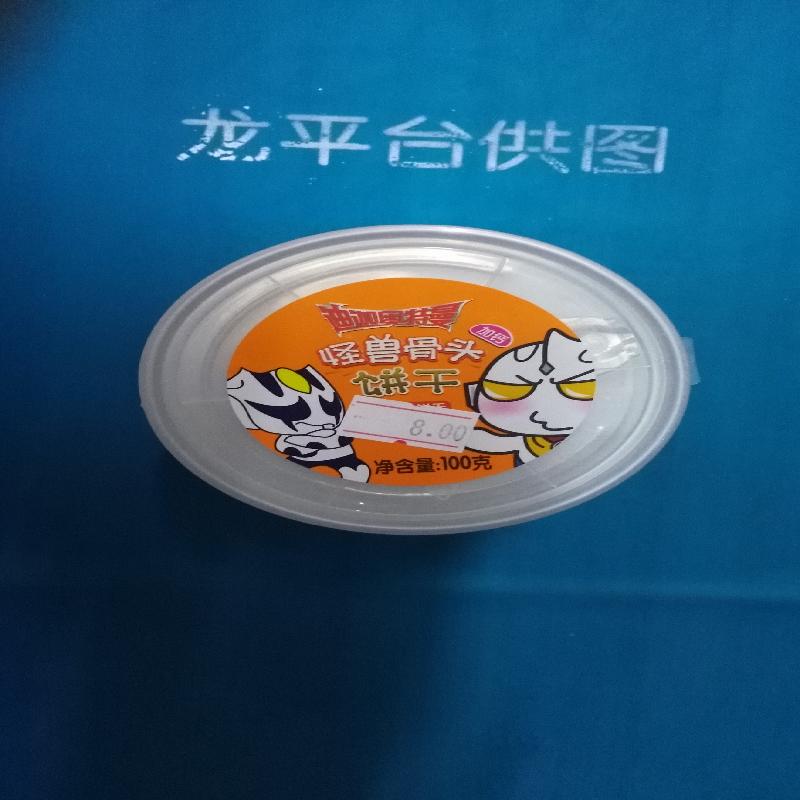 龙平台供图
迪迦奥特曼
加钙
怪兽骨头
饼干
8.00
净含量:100克